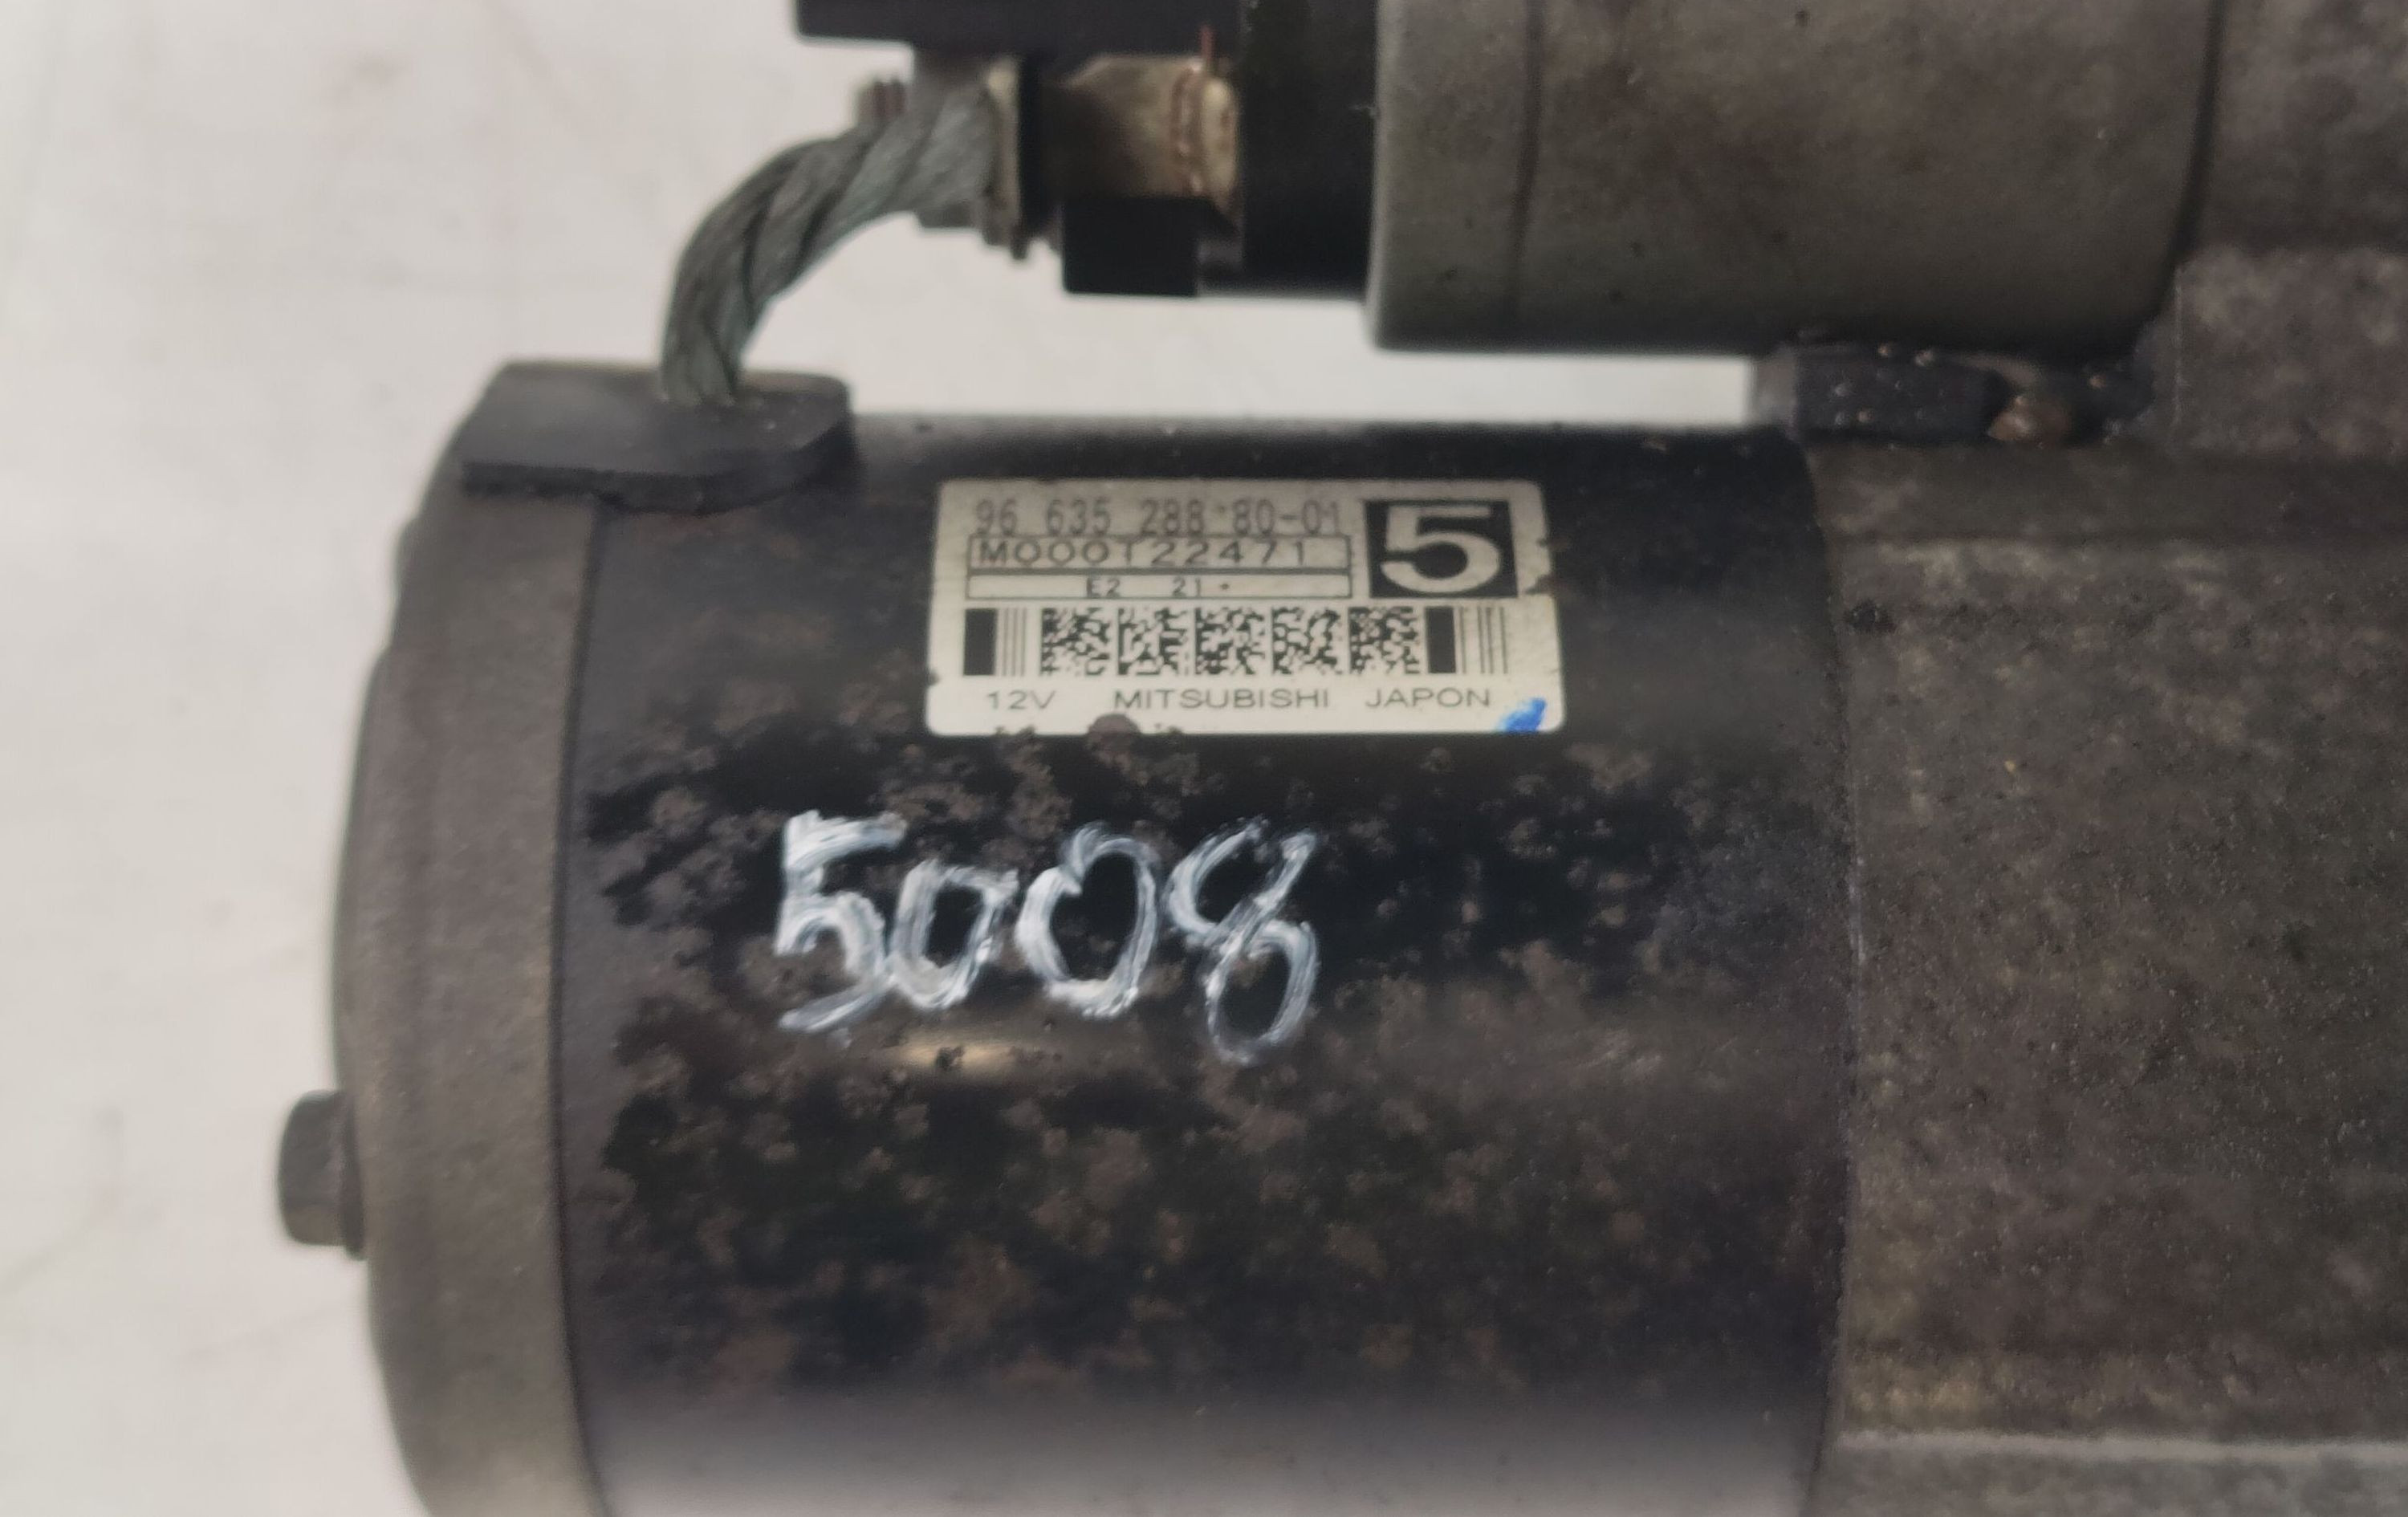 96 635 288 80-01
5
M000T22471
E2 21
12V MITSUBISHI JAPON
5008